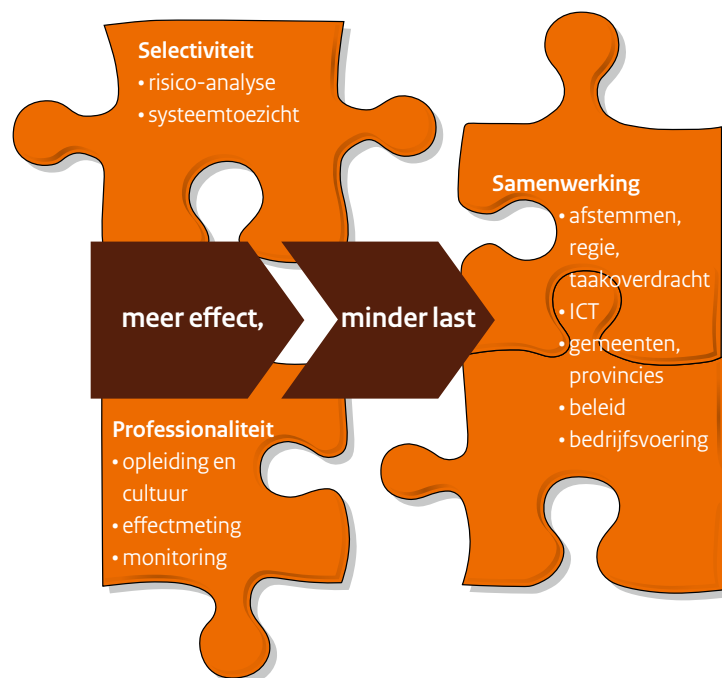 Selectiviteit
• risico-analyse
• systeemtoezicht
meer effect,
minder last
Professionaliteit
• opleiding en
cultuur
• effectmeting
• monitoring
Samenwerking
• afstemmen,
regie,
taakoverdracht
• ICT
• gemeenten,
provincies
• beleid
• bedrijfsvoering